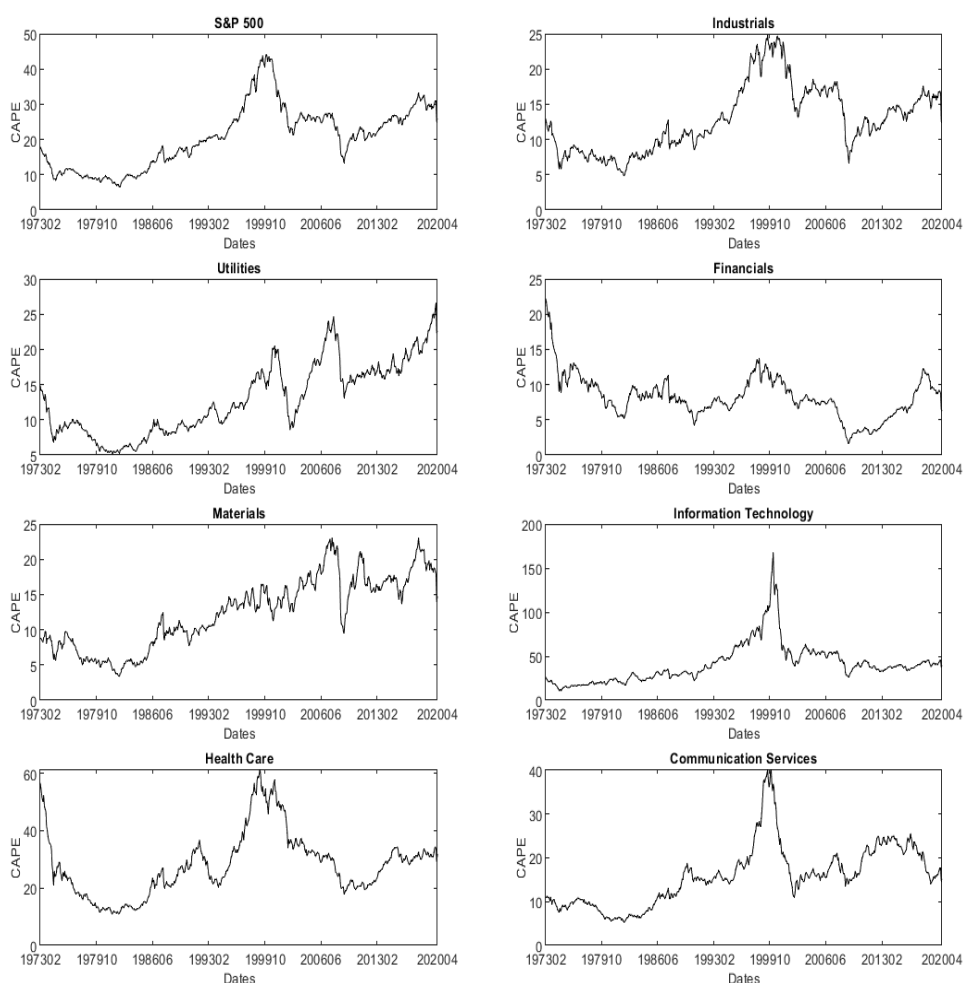 S&P 500
50
40
30
20
10
0
CAPE
197302 197910 198606 199302 199910 200606 201302 202004
Dates
Industrials
25
20
15
10
5
0
CAPE
197302 197910 198606 199302 199910 200606 201302 202004
Dates
Utilities
30
25
20
15
10
5
CAPE
197302 197910 198606 199302 199910 200606 201302 202004
Dates
Financials
25
20
15
10
5
0
CAPE
197302 197910 198606 199302 199910 200606 201302 202004
Dates
Materials
25
20
15
10
5
0
CAPE
197302 197910 198606 199302 199910 200606 201302 202004
Dates
Information Technology
200
150
100
50
0
CAPE
197302 197910 198606 199302 199910 200606 201302 202004
Dates
Health Care
60
40
20
0
CAPE
197302 197910 198606 199302 199910 200606 201302 202004
Dates
Communication Services
40
30
20
10
0
CAPE
197302 197910 198606 199302 199910 200606 201302 202004
Dates